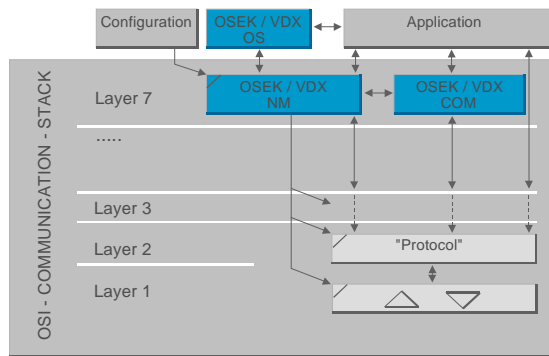 Configuration
OSEK / VDX
OS
Application
OSI - COMMUNICATION - STACK
Layer 7
OSEK / VDX
NM
OSEK / VDX
COM
.....
Layer 3
Layer 2
"Protocol"
Layer 1